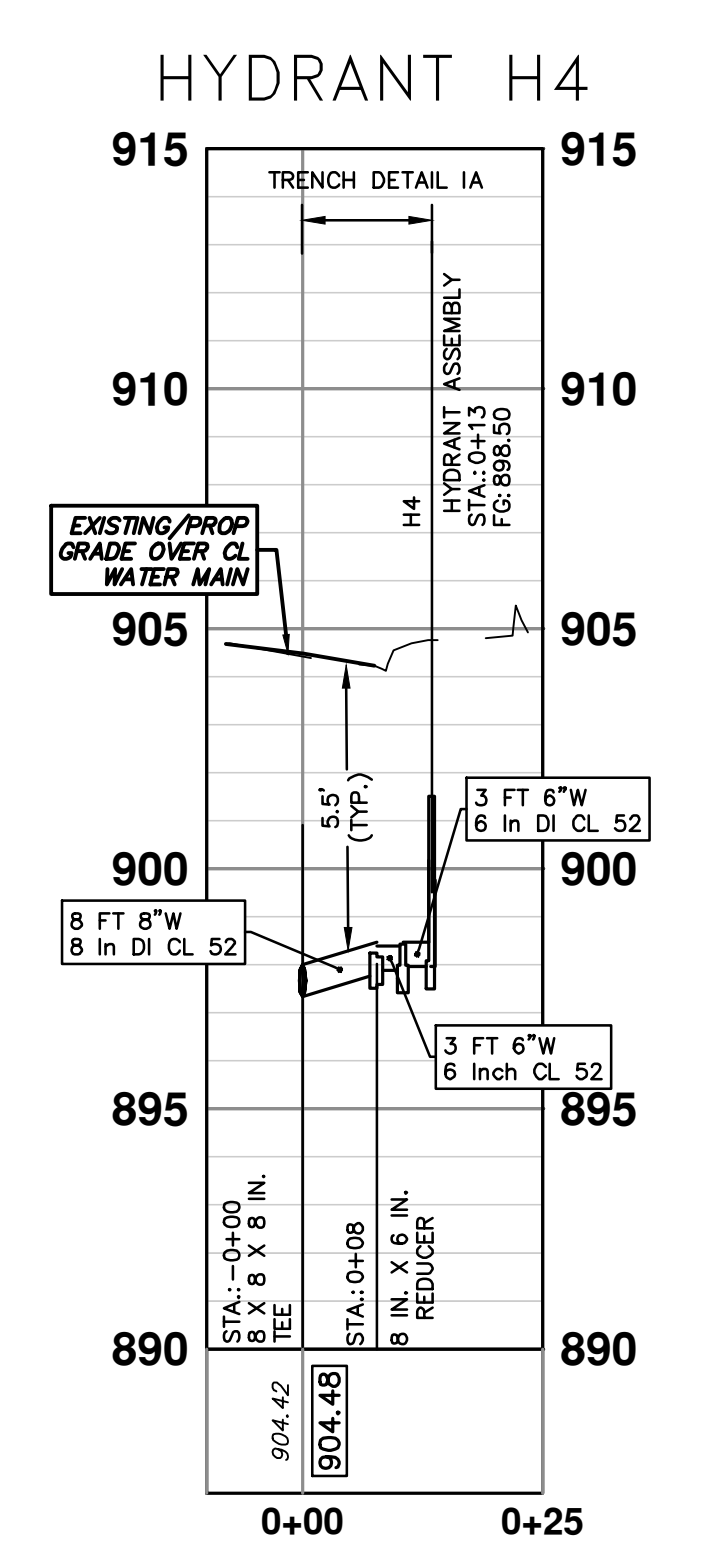 HYDRANT H4
915
915
TRENCH DETAIL IA
HYDRANT ASSEMBLY
STA.: 0+13
FG: 898.50
H4
910
910
EXISTING/PROP
GRADE OVER CL
WATER MAIN
905
905
5.5'
(TYP.)
3 FT 6"W
6 In DI CL 52
900
900
8 FT 8"W
8 In DI CL 52
3 FT 6"W
6 Inch CL 52
895
895
STA.: -0+00
8 X 8 X 8 IN.
TEE
STA.: 0+08
8 IN. X 6 IN.
REDUCER
890
890
904.42
904.48
0+00
0+25